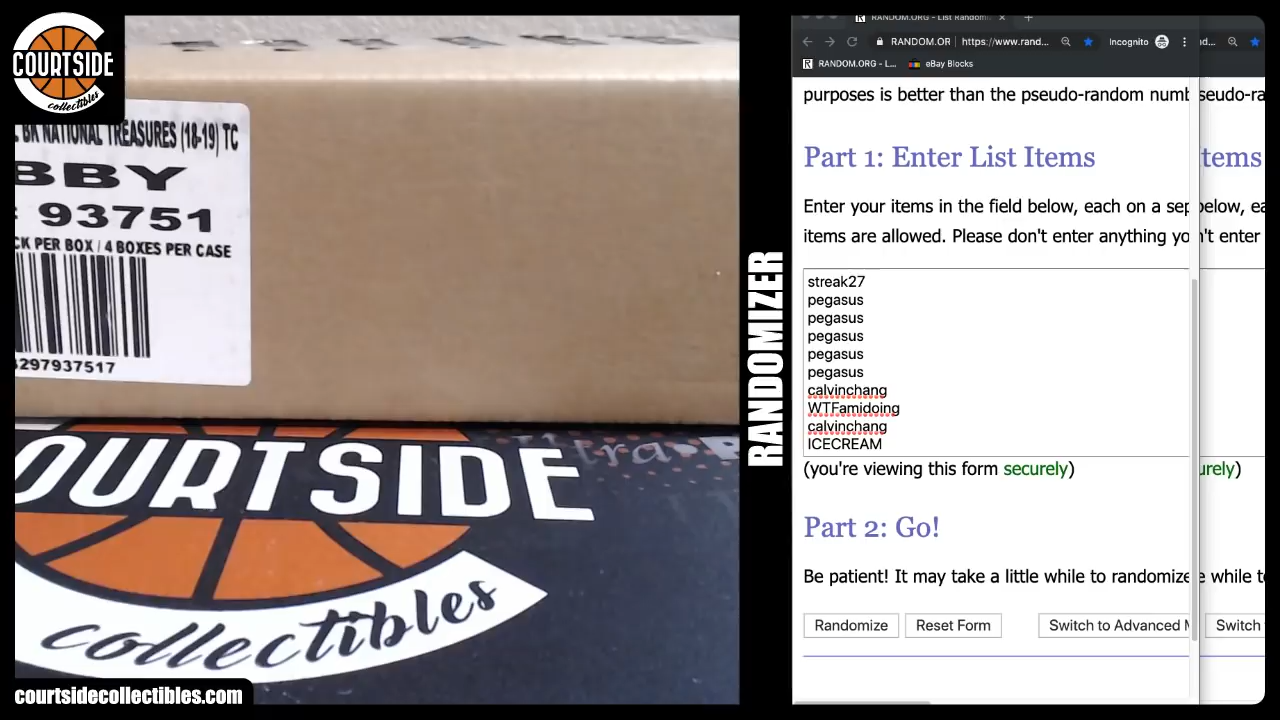 COURTSIDE
collectibles
BK NATIONAL TREASURES (18-19) TC
BBY
93751
CK PER BOX / 4 BOXES PER CASE
3297937517
OURTSIDE
collectibles
courtsidecollectibles.com
RANDOMIZER
RANDOM.ORG - List Randomi
RANDOM.OR
https://www.rand...
Incognito
d...
RANDOM.ORG - L...
eBay Blocks
purposes is better than the pseudo-random numb
seudo-ra
Part 1: Enter List Items
tems
Enter your items in the field below, each on a sep
below, ea
items are allowed. Please don't enter anything yo
n't enter
streak27
pegasus
pegasus
pegasus
pegasus
pegasus
calvinchang
WTFamidoing
calvinchang
ICECREAM
(you're viewing this form securely)
urely)
Part 2: Go!
Be patient! It may take a little while to randomize
e while to
Randomize
Reset Form
Switch to Advanced M
Switch